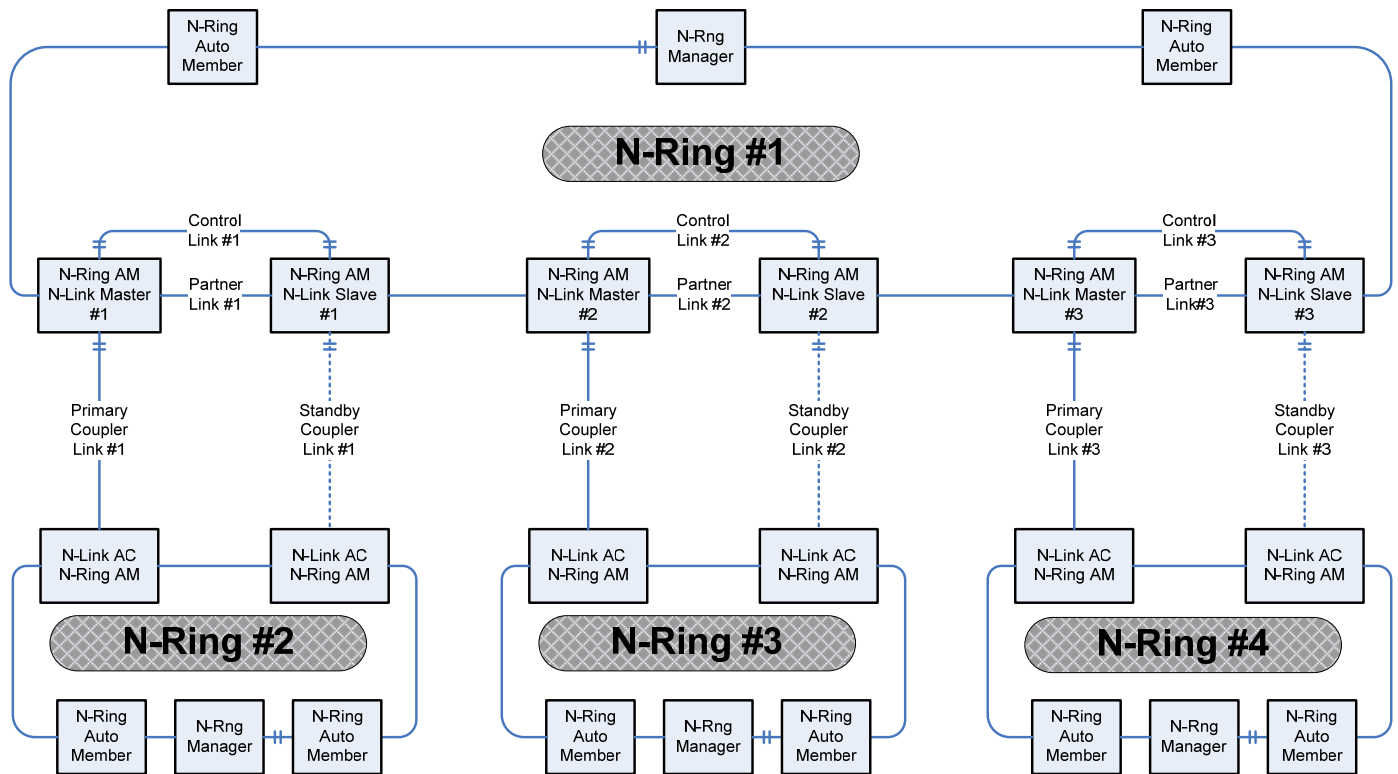 N-Ring
Auto
Member
N-Rng
Manager
N-Ring
Auto
Member
N-Ring #1
Control
Link #1
Control
Link #2
Control
Link #3
N-Ring AM
N-Link Master
#1
Partner
Link #1
N-Ring AM
N-Link Slave
#1
N-Ring AM
N-Link Master
#2
Partner
Link #2
N-Ring AM
N-Link Slave
#2
N-Ring AM
N-Link Master
#3
Partner
Link#3
N-Ring AM
N-Link Slave
#3
Primary
Coupler
Link #1
Standby
Coupler
Link #1
Primary
Coupler
Link #2
Standby
Coupler
Link #2
Primary
Coupler
Link #3
Standby
Coupler
Link #3
N-Link AC
N-Ring AM
N-Link AC
N-Ring AM
N-Link AC
N-Ring AM
N-Link AC
N-Ring AM
N-Link AC
N-Ring AM
N-Link AC
N-Ring AM
N-Ring #2
N-Ring #3
N-Ring #4
N-Ring
Auto
Member
N-Rng
Manager
N-Ring
Auto
Member
N-Ring
Auto
Member
N-Rng
Manager
N-Ring
Auto
Member
N-Ring
Auto
Member
N-Rng
Manager
N-Ring
Auto
Member